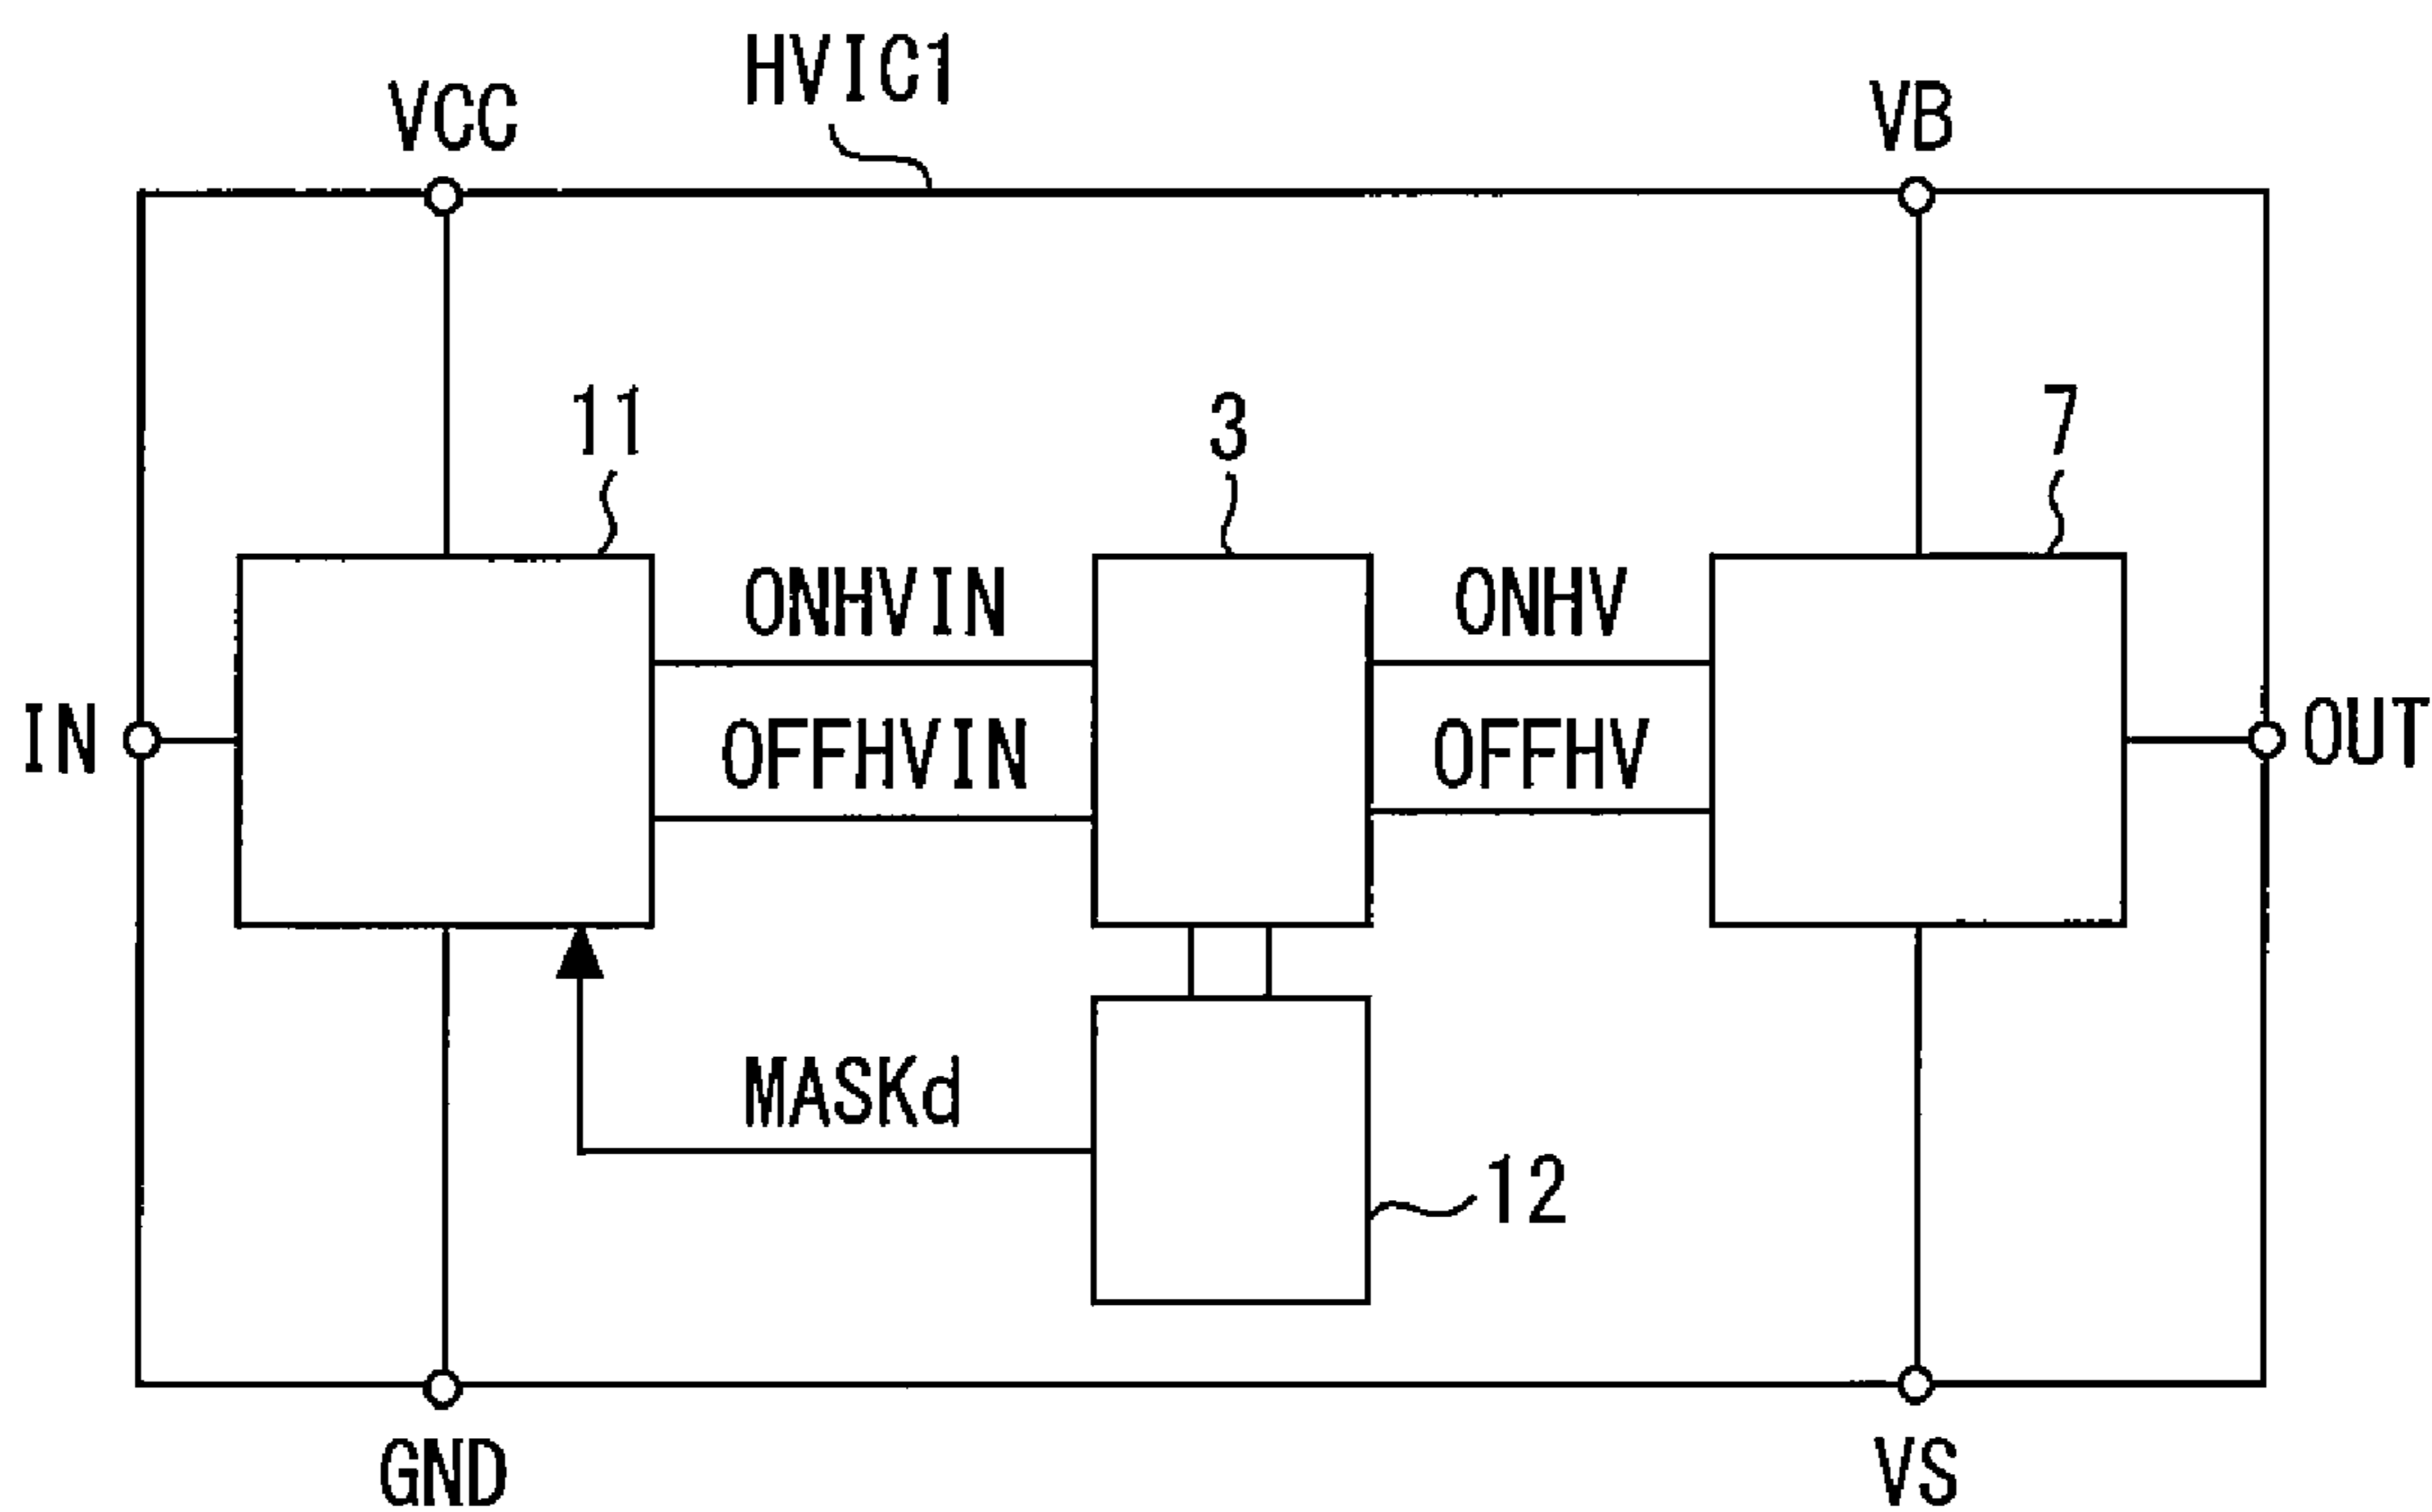 HVIC1
VCC
VB
11
3
7
ONHVIN
ONHV
IN
OFFHVIN
OFFHV
OUT
MASKd
12
GND
VS